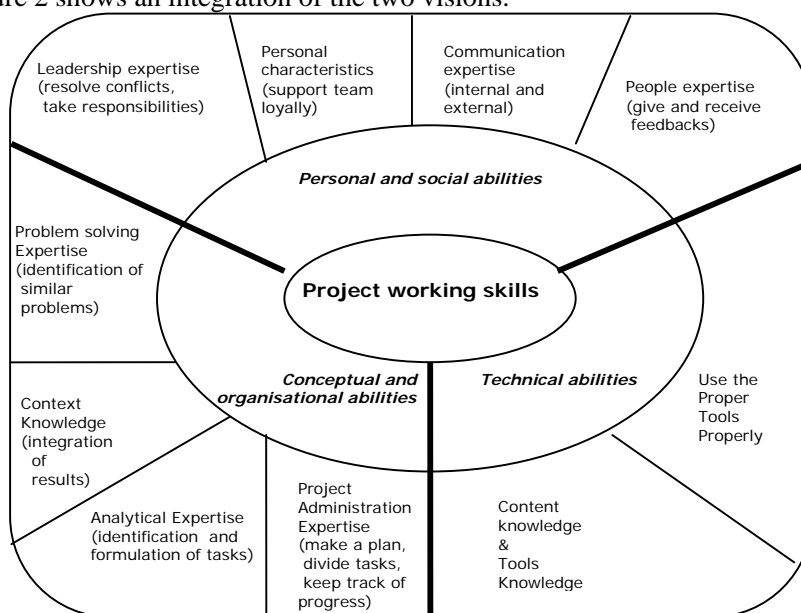 re 2 shows an integration of the two visions.
Leadership expertise
(resolve conflicts,
take responsibilities)
Personal
characteristics
(support team
loyally)
Communication
expertise
(internal and
external)
People expertise
(give and receive
feedbacks)
Personal and social abilities
Problem solving
Expertise
(identification of
similar
problems)
Project working skills
Conceptual and
organisational abilities
Technical abilities
Use the
Proper
Tools
Properly
Context
Knowledge
(integration
of
results)
Analytical Expertise
(identification and
formulation of tasks)
Project
Administration
Expertise
(make a plan,
divide tasks,
keep track of
progress)
Content
knowledge
&
Tools
Knowledge